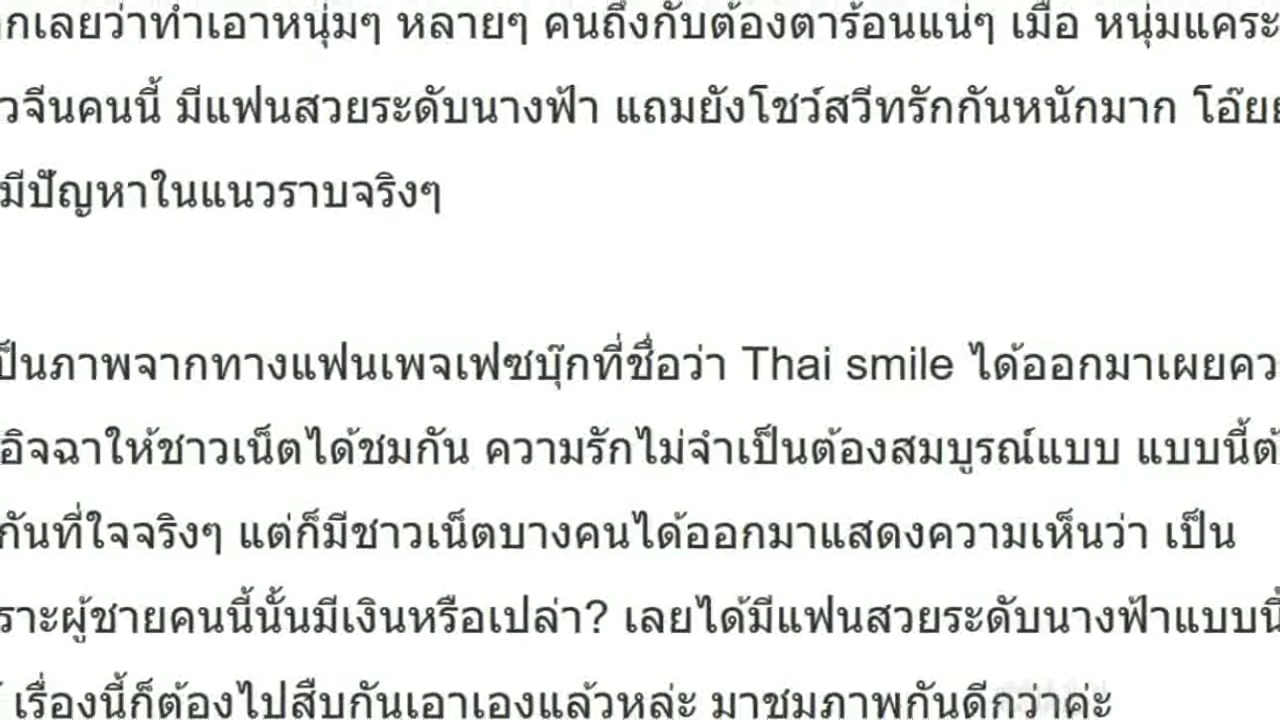 กเลยว่าทำเอาหนุ่มๆ หลายๆ คนถึงกับต้องตาร้อนแน่ๆ เมื่อ หนุ่มแคระ
วจีนคนนี้ มีแฟนสวยระดับนางฟ้า แถมยังโชว์สวีทรักกันหนักมาก โอ๊ย
มีปัญหาในแนวราบจริงๆ
ป็นภาพจากทางแฟนเพจเฟซบุ๊กที่ชื่อว่า Thai smile ได้ออกมาเผยคว
อิจฉาให้ชาวเน็ตได้ชมกัน ความรักไม่จำเป็นต้องสมบูรณ์แบบ แบบนี้ต้
กันที่ใจจริงๆ แต่ก็มีชาวเน็ตบางคนได้ออกมาแสดงความเห็นว่า เป็น
ราะผู้ชายคนนี้นั้นมีเงินหรือเปล่า? เลยได้มีแฟนสวยระดับนางฟ้าแบบนี้
เรื่องนี้ก็ต้องไปสืบกันเอาเองแล้วหล่ะ มาชมภาพกันดีกว่าค่ะ